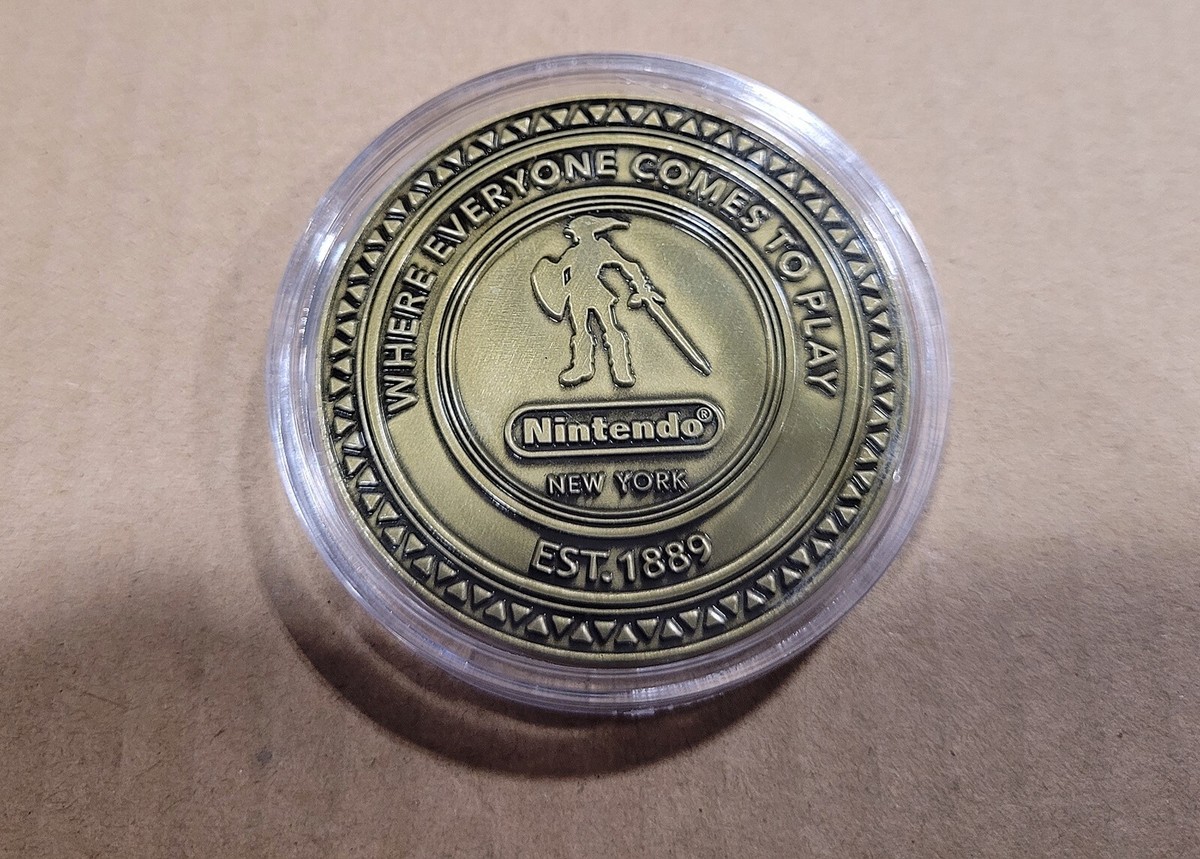 WHERE EVERYONE COMES TO PLAY
Nintendo®
NEW YORK
EST. 1889